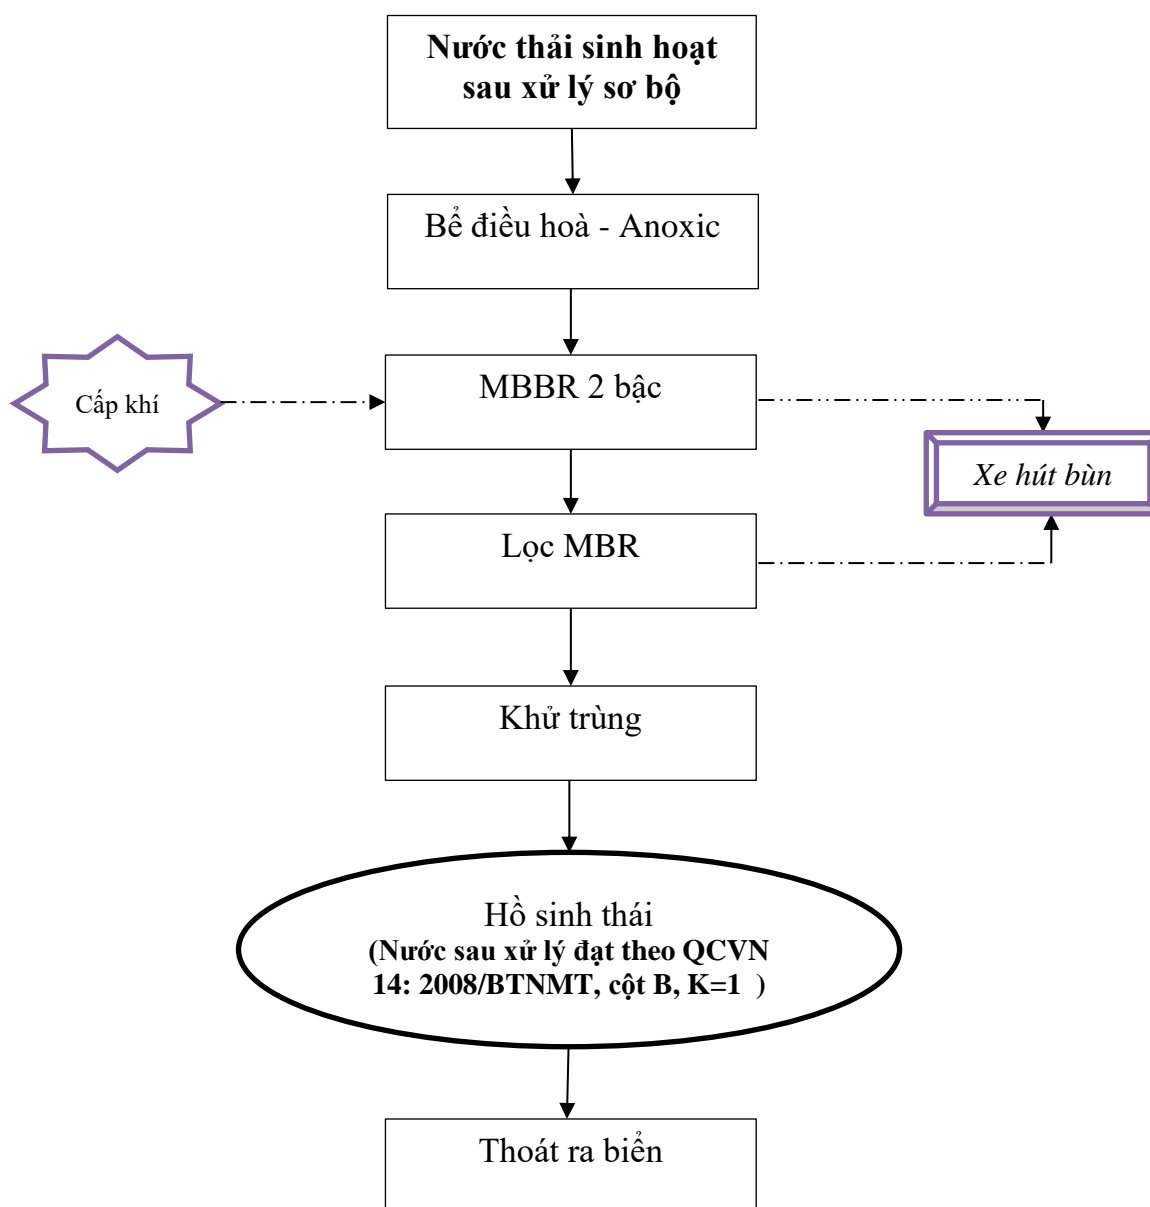 Nước thải sinh hoạt
sau xử lý sơ bộ
Bể điều hoà - Anoxic
Cấp khí
MBBR 2 bậc
Xe hút bùn
Lọc MBR
Khử trùng
Hồ sinh thái
(Nước sau xử lý đạt theo QCVN
14: 2008/BTNMT, cột B, K=1 )
Thoát ra biển